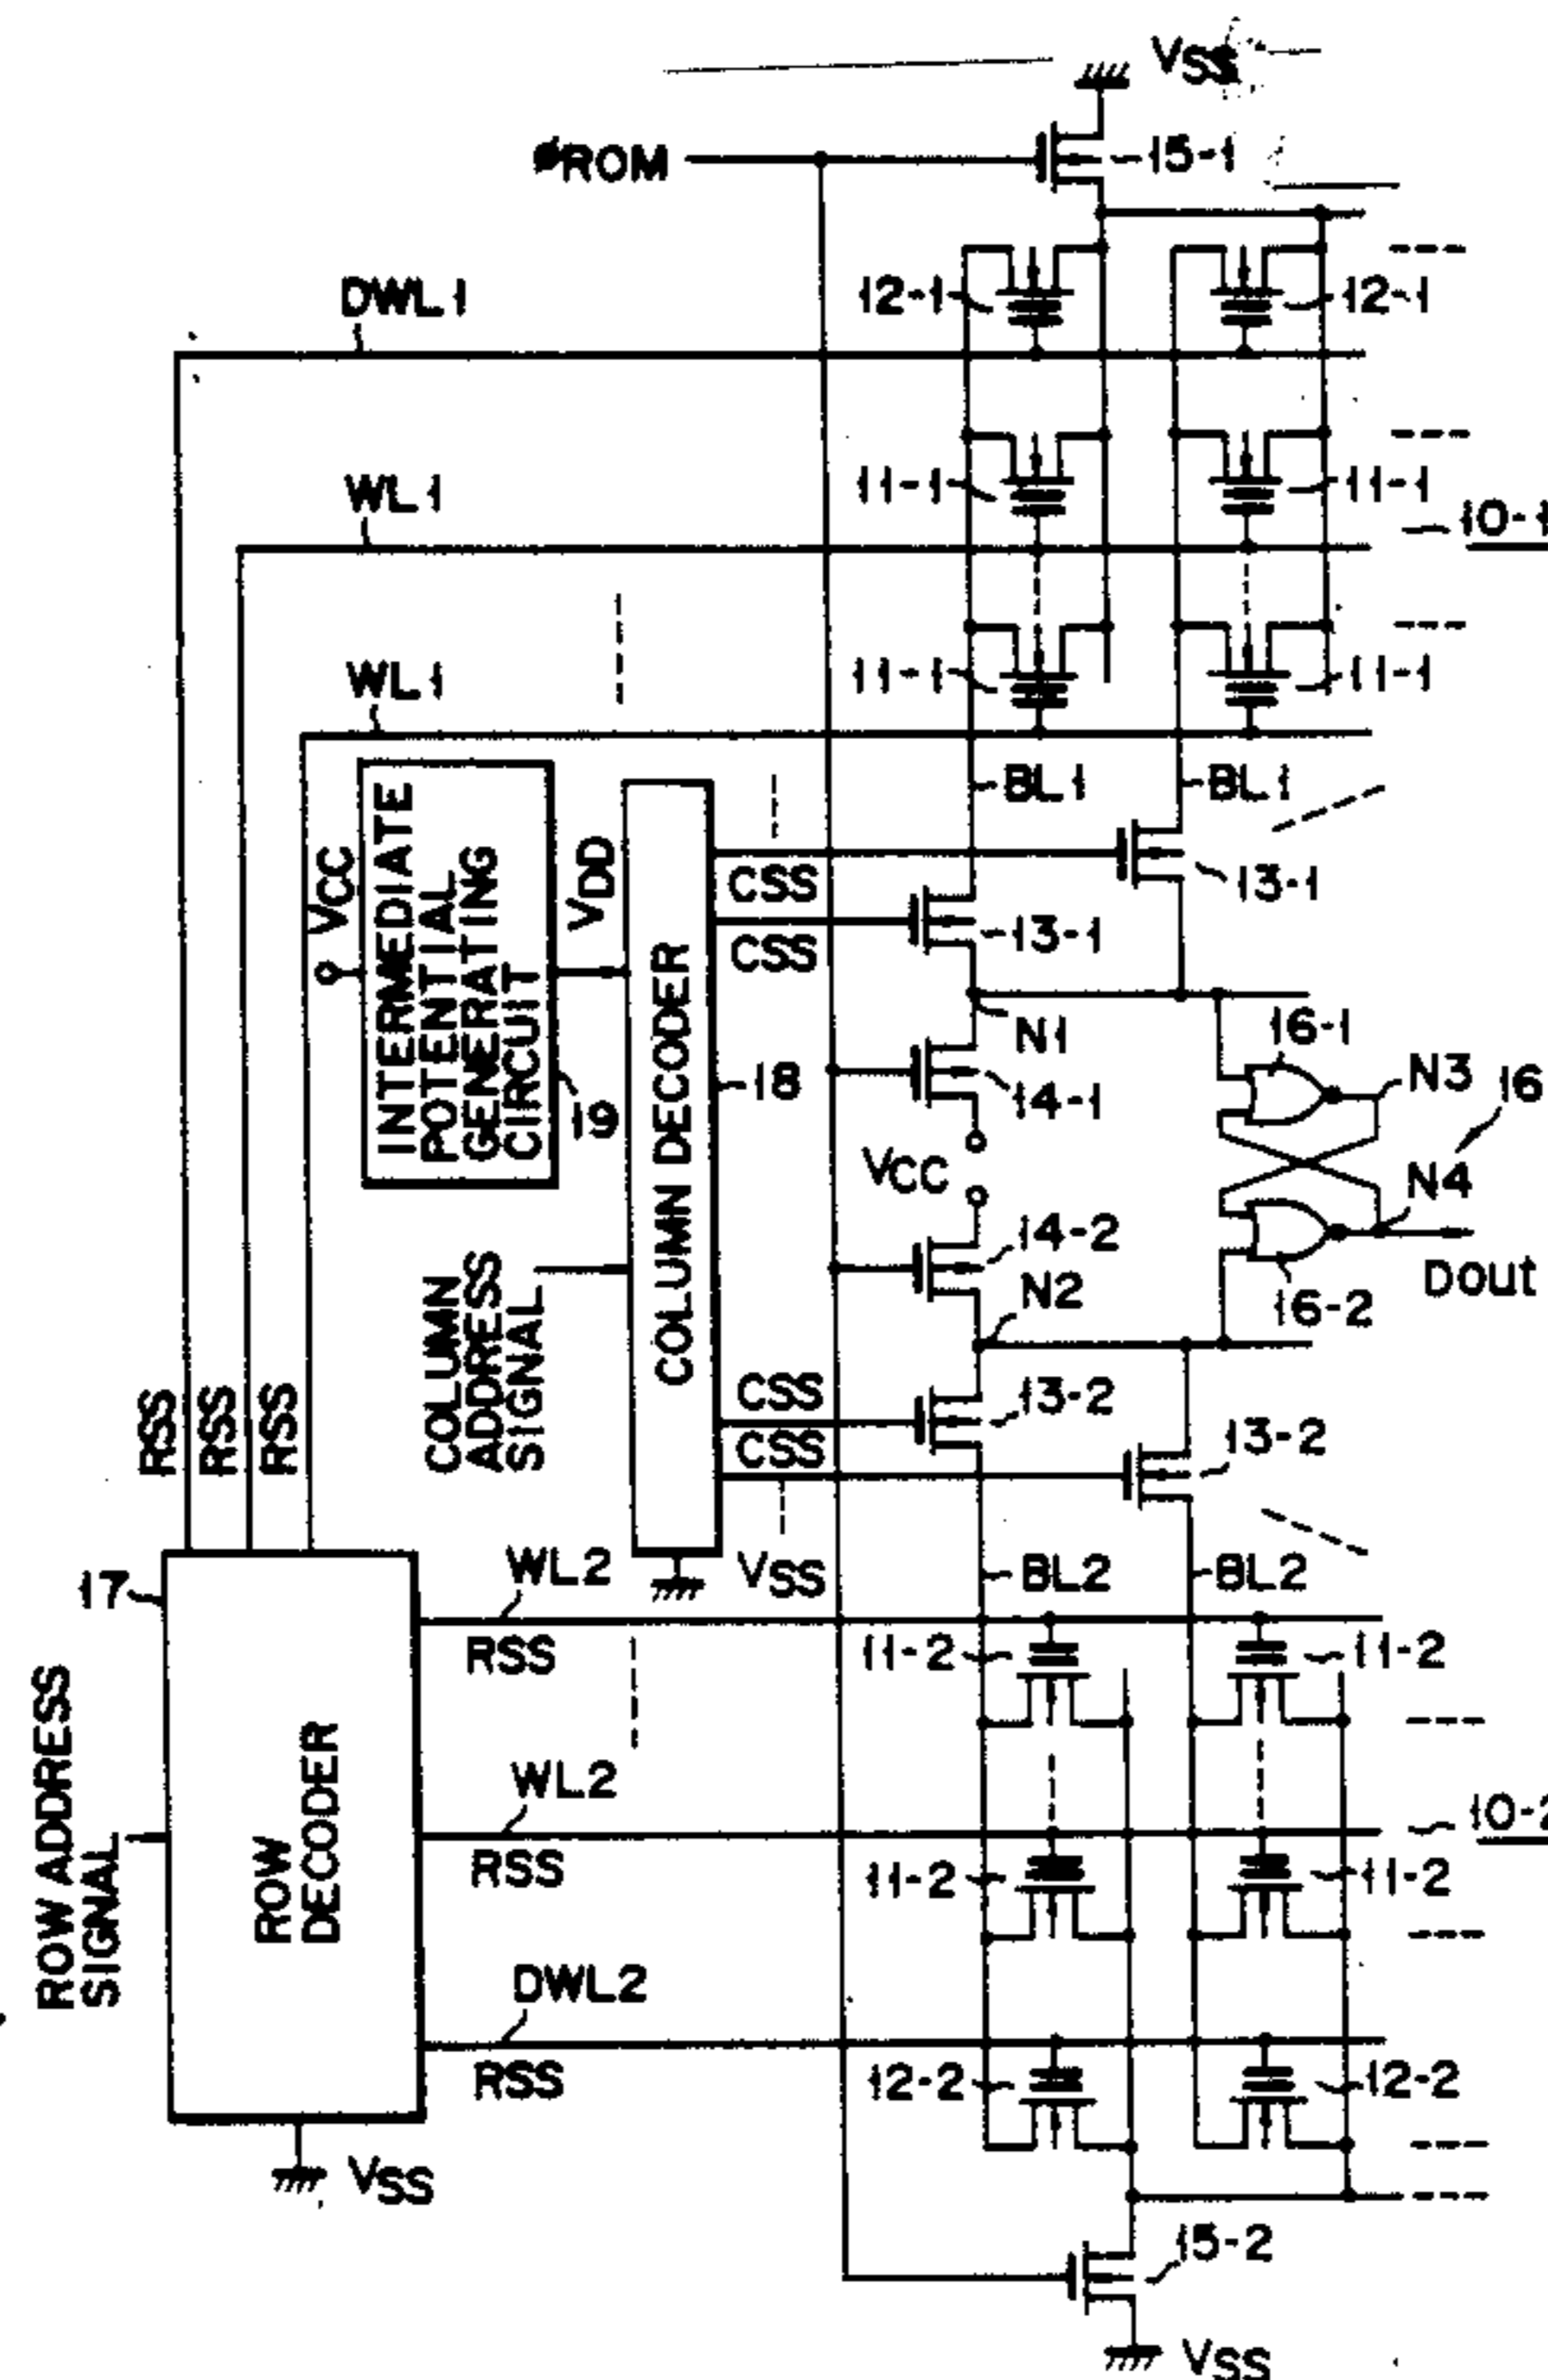 VSS
ØROM
15-1
DWL1
12-1
12-1
WL1
11-1
11-1
10-1
WL1
11-1
11-1
BL1
BL1
VCC
INTERMEDIATE
POTENTIAL
GENERATING
CIRCUIT
19
VDD
COLUMN DECODER
18
CSS
CSS
13-1
13-1
N1
14-1
16-1
N3
16
VCC
N4
14-2
N2
16-2
Dout
COLUMN
ADDRESS
SIGNAL
CSS
CSS
13-2
13-2
VSS
RSS
RSS
RSS
17
WL2
RSS
BL2
BL2
11-2
11-2
ROW ADDRESS
SIGNAL
ROW
DECODER
WL2
RSS
10-2
11-2
11-2
DWL2
RSS
12-2
12-2
VSS
15-2
VSS